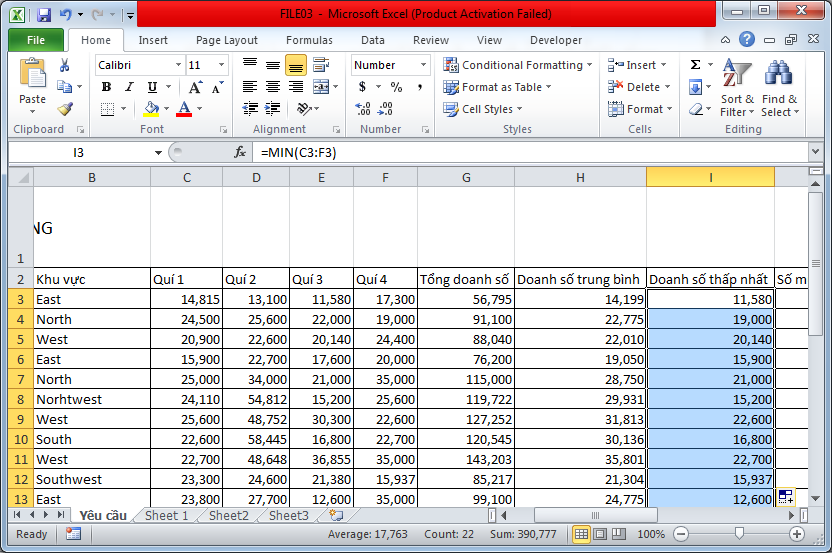 FILE03 - Microsoft Excel (Product Activation Failed)
File Home Insert Page Layout Formulas Data Review View Developer
Calibri 11 Number Conditional Formatting Insert Σ
Paste B I U A A $ % , Format as Table Delete Sort & Filter Find & Select
A Cell Styles Format
Clipboard Font Alignment Number Styles Cells Editing
I3 fx =MIN(C3:F3)
B C D E F G H I
1 NG
2 Khu vực Quí 1 Quí 2 Quí 3 Quí 4 Tổng doanh số Doanh số trung bình Doanh số thấp nhất Số m
3 East 14,815 13,100 11,580 17,300 56,795 14,199 11,580
4 North 24,500 25,600 22,000 19,000 91,100 22,775 19,000
5 West 20,900 22,600 20,140 24,400 88,040 22,010 20,140
6 East 15,900 22,700 17,600 20,000 76,200 19,050 15,900
7 North 25,000 34,000 21,000 35,000 115,000 28,750 21,000
8 Norhtwest 24,110 54,812 15,200 25,600 119,722 29,931 15,200
9 West 25,600 48,752 30,300 22,600 127,252 31,813 22,600
10 South 22,600 58,445 16,800 22,700 120,545 30,136 16,800
11 West 22,700 48,648 36,855 35,000 143,203 35,801 22,700
12 Southwest 23,300 24,600 21,380 15,937 85,217 21,304 15,937
13 East 23,800 27,700 12,600 35,000 99,100 24,775 12,600
Yêu cầu Sheet 1 Sheet2 Sheet3
Ready Average: 17,763 Count: 22 Sum: 390,777 100%